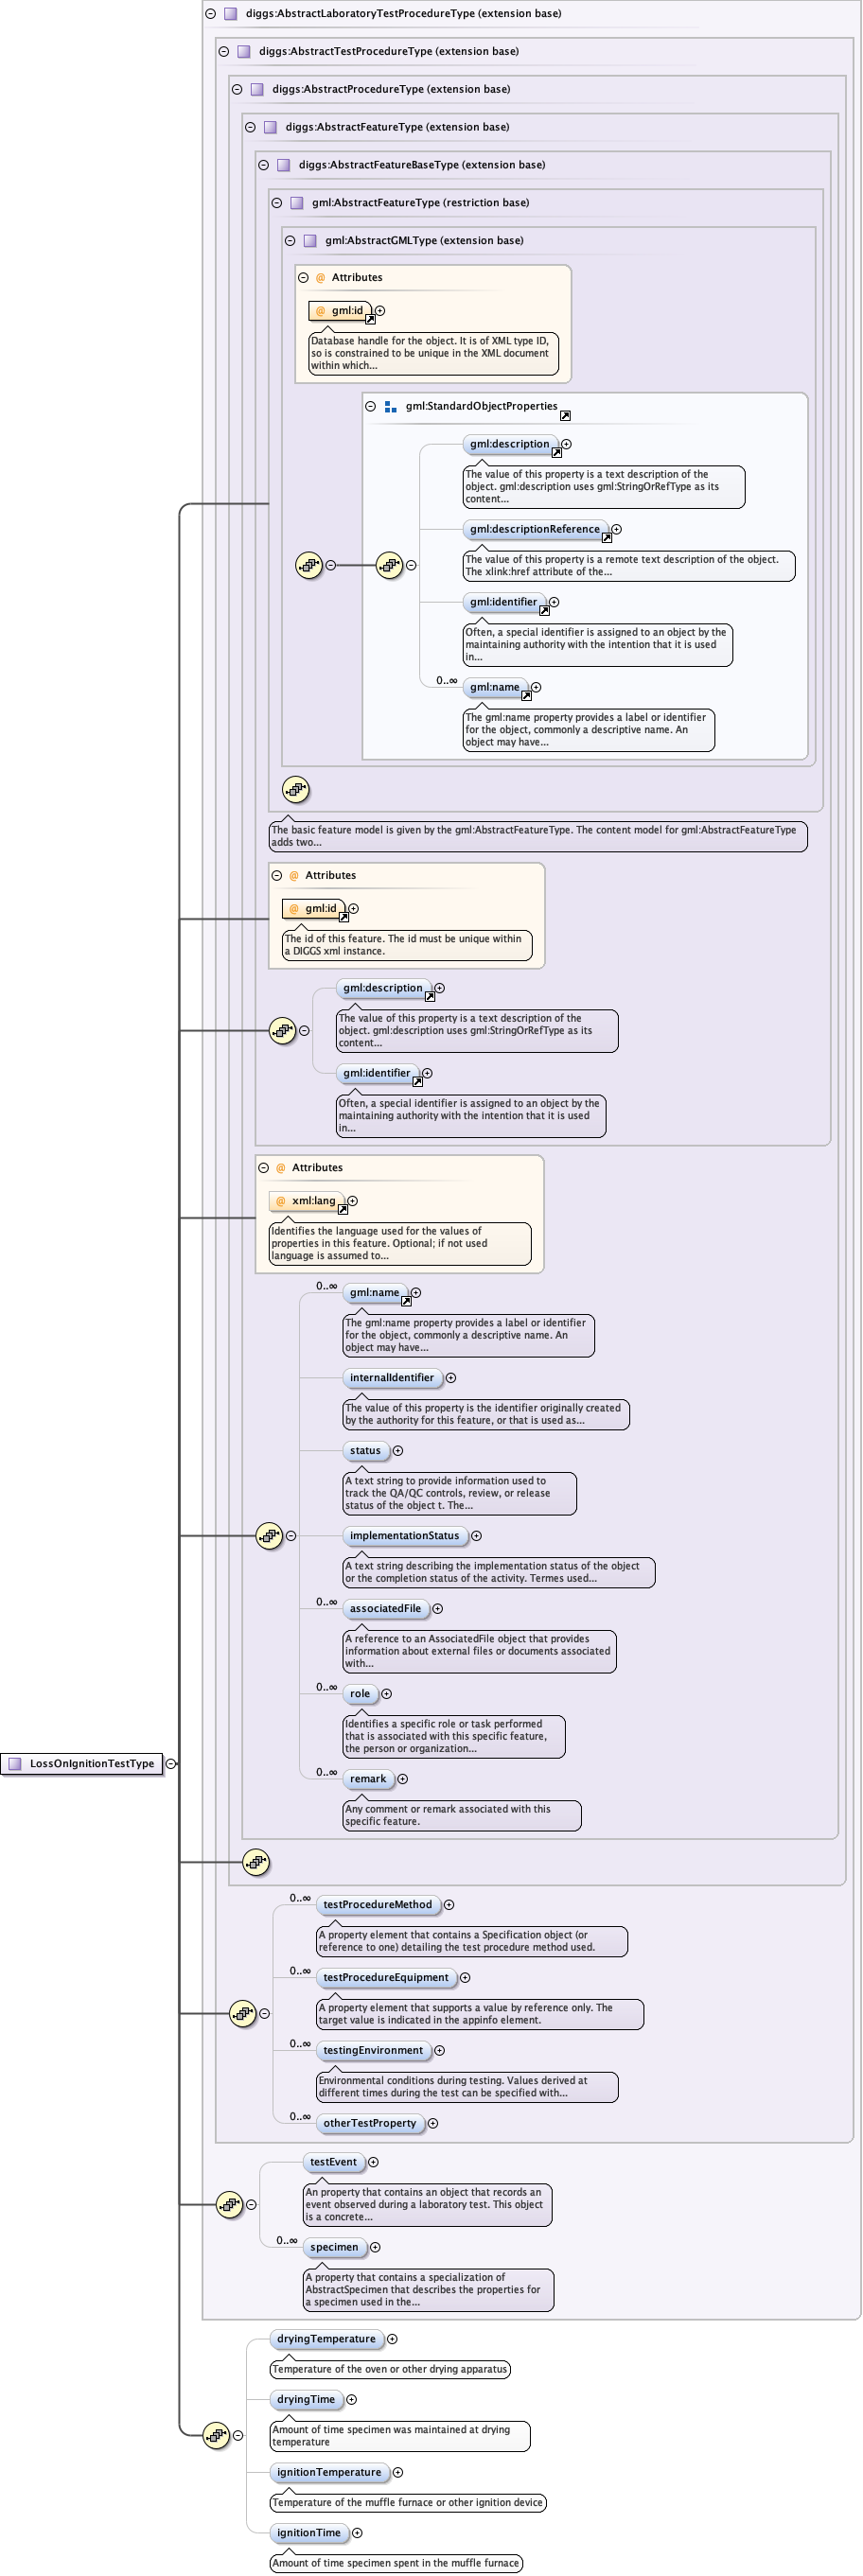 diggs:AbstractLaboratoryTestProcedureType (extension base)
diggs:AbstractTestProcedureType (extension base)
diggs:AbstractProcedureType (extension base)
diggs:AbstractFeatureType (extension base)
diggs:AbstractFeatureBaseType (extension base)
gml:AbstractFeatureType (restriction base)
gml:AbstractGMLType (extension base)
@ Attributes
@ gml:id
Database handle for the object. It is of XML type ID,
so is constrained to be unique in the XML document
within which...
gml:StandardObjectProperties
gml:description
The value of this property is a text description of the
object. gml:description uses gml:StringOrRefType as its
content...
gml:descriptionReference
The value of this property is a remote text description of the object.
The xlink:href attribute of the...
gml:identifier
Often, a special identifier is assigned to an object by the
maintaining authority with the intention that it is used
in...
0..∞
gml:name
The gml:name property provides a label or identifier
for the object, commonly a descriptive name. An
object may have...
The basic feature model is given by the gml:AbstractFeatureType. The content model for gml:AbstractFeatureType
adds two...
@ Attributes
@ gml:id
The id of this feature. The id must be unique within
a DIGGS xml instance.
gml:description
The value of this property is a text description of the
object. gml:description uses gml:StringOrRefType as its
content...
gml:identifier
Often, a special identifier is assigned to an object by the
maintaining authority with the intention that it is used
in...
@ Attributes
@ xml:lang
Identifies the language used for the values of
properties in this feature. Optional; if not used
language is assumed to...
0..∞
gml:name
The gml:name property provides a label or identifier
for the object, commonly a descriptive name. An
object may have...
internalIdentifier
The value of this property is the identifier originally created
by the authority for this feature, or that is used as...
status
A text string to provide information used to
track the QA/QC controls, review, or release
status of the object t. The...
implementationStatus
A text string describing the implementation status of the object
or the completion status of the activity. Termes used...
0..∞
associatedFile
A reference to an AssociatedFile object that provides
information about external files or documents associated
with...
0..∞
role
Identifies a specific role or task performed
that is associated with this specific feature,
the person or organization...
LossOnIgnitionTestType
0..∞
remark
Any comment or remark associated with this
specific feature.
0..∞
testProcedureMethod
A property element that contains a Specification object (or
reference to one) detailing the test procedure method used.
0..∞
testProcedureEquipment
A property element that supports a value by reference only. The
target value is indicated in the appinfo element.
0..∞
testingEnvironment
Environmental conditions during testing. Values derived at
different times during the test can be specified with...
0..∞
otherTestProperty
testEvent
An property that contains an object that records an
event observed during a laboratory test. This object
is a concrete...
0..∞
specimen
A property that contains a specialization of
AbstractSpecimen that describes the properties for
a specimen used in the...
dryingTemperature
Temperature of the oven or other drying apparatus
dryingTime
Amount of time specimen was maintained at drying
temperature
ignitionTemperature
Temperature of the muffle furnace or other ignition device
ignitionTime
Amount of time specimen spent in the muffle furnace